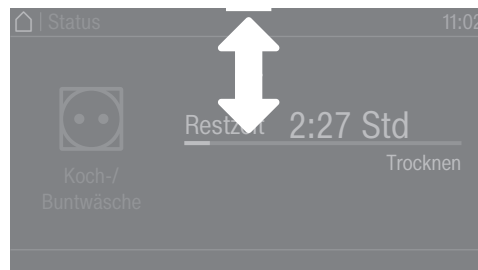 | Status 11:02
Restzeit 2:27 Std
Trocknen
Koch-/
Buntwäsche